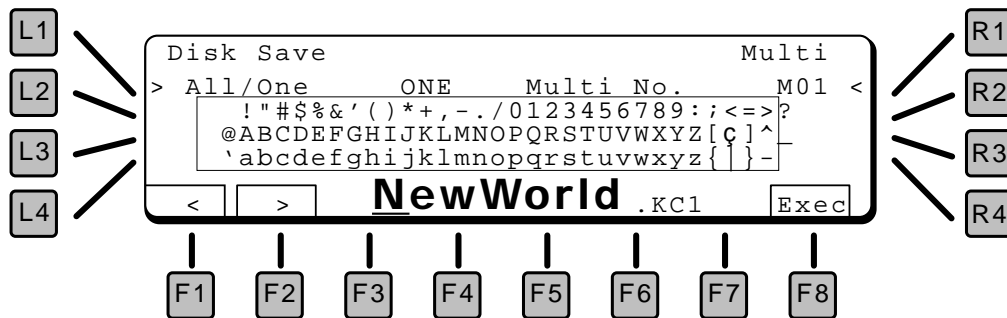 L1
L2
L3
L4
Disk Save Multi
> All/One ONE Multi No. M01 <
!"#$%&'()*+,-./0123456789:;<=>?
@ABCDEFGHIJKLMNOPQRSTUVWXYZ[ç]^_
`abcdefghijklmnopqrstuvwxyz{|}-
< > NewWorld .KC1 Exec
R1
R2
R3
R4
F1 F2 F3 F4 F5 F6 F7 F8